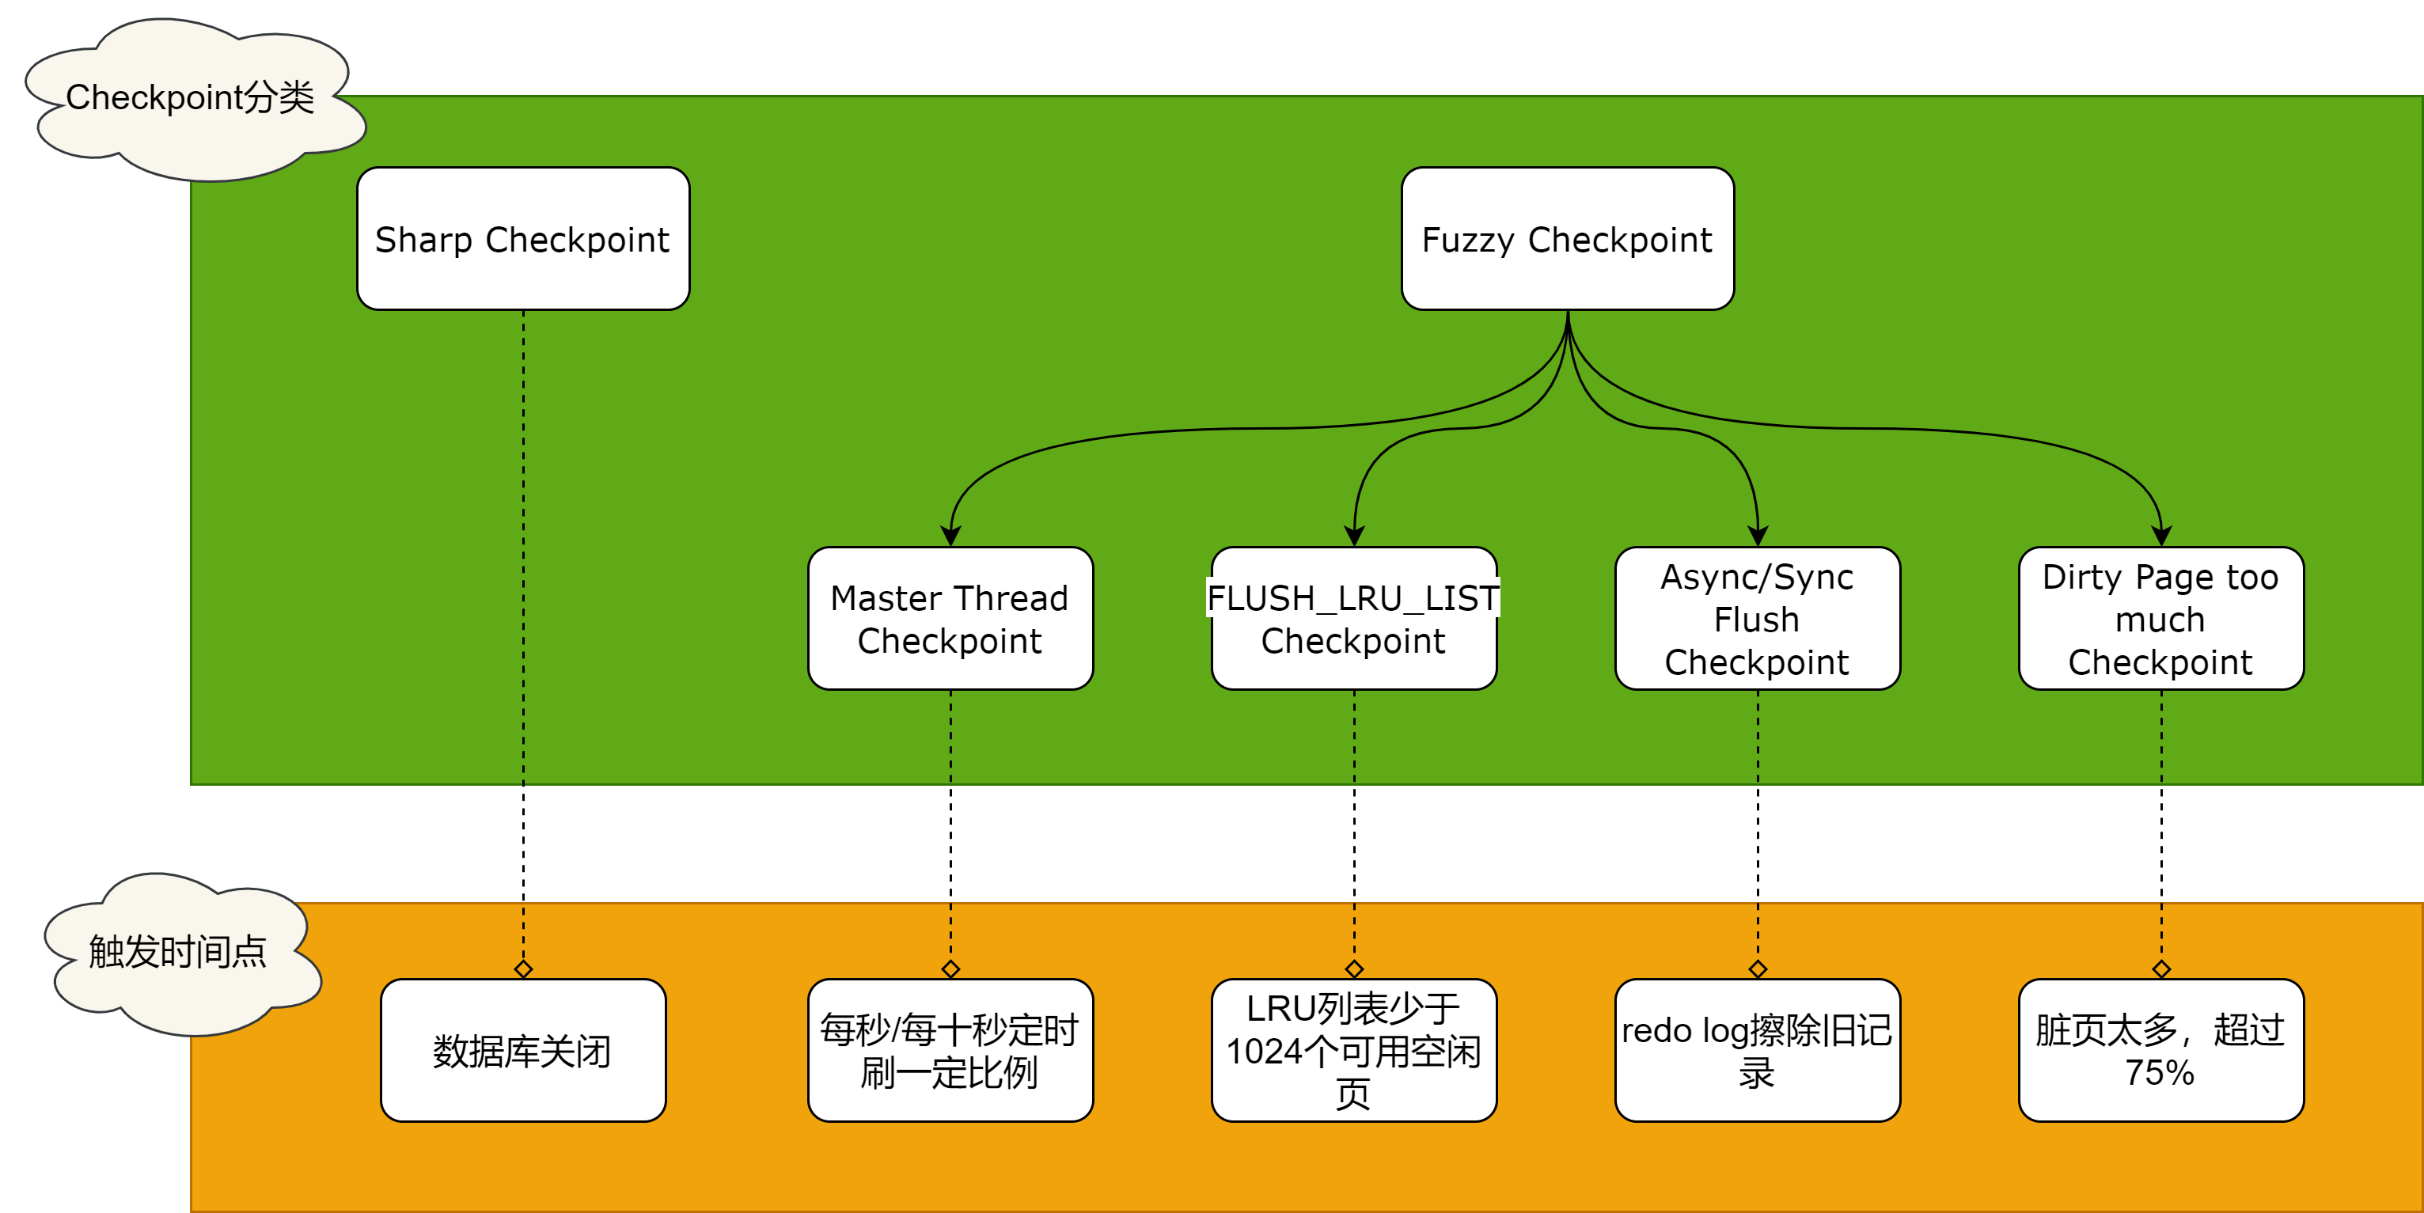 Checkpoint分类
Sharp Checkpoint
Fuzzy Checkpoint
Master Thread
Checkpoint
FLUSH_LRU_LIST
Checkpoint
Async/Sync
Flush
Checkpoint
Dirty Page too
much
Checkpoint
触发时间点
数据库关闭
每秒/每十秒定时
刷一定比例
LRU列表少于
1024个可用空闲
页
redo log擦除旧记
录
脏页太多，超过
75%